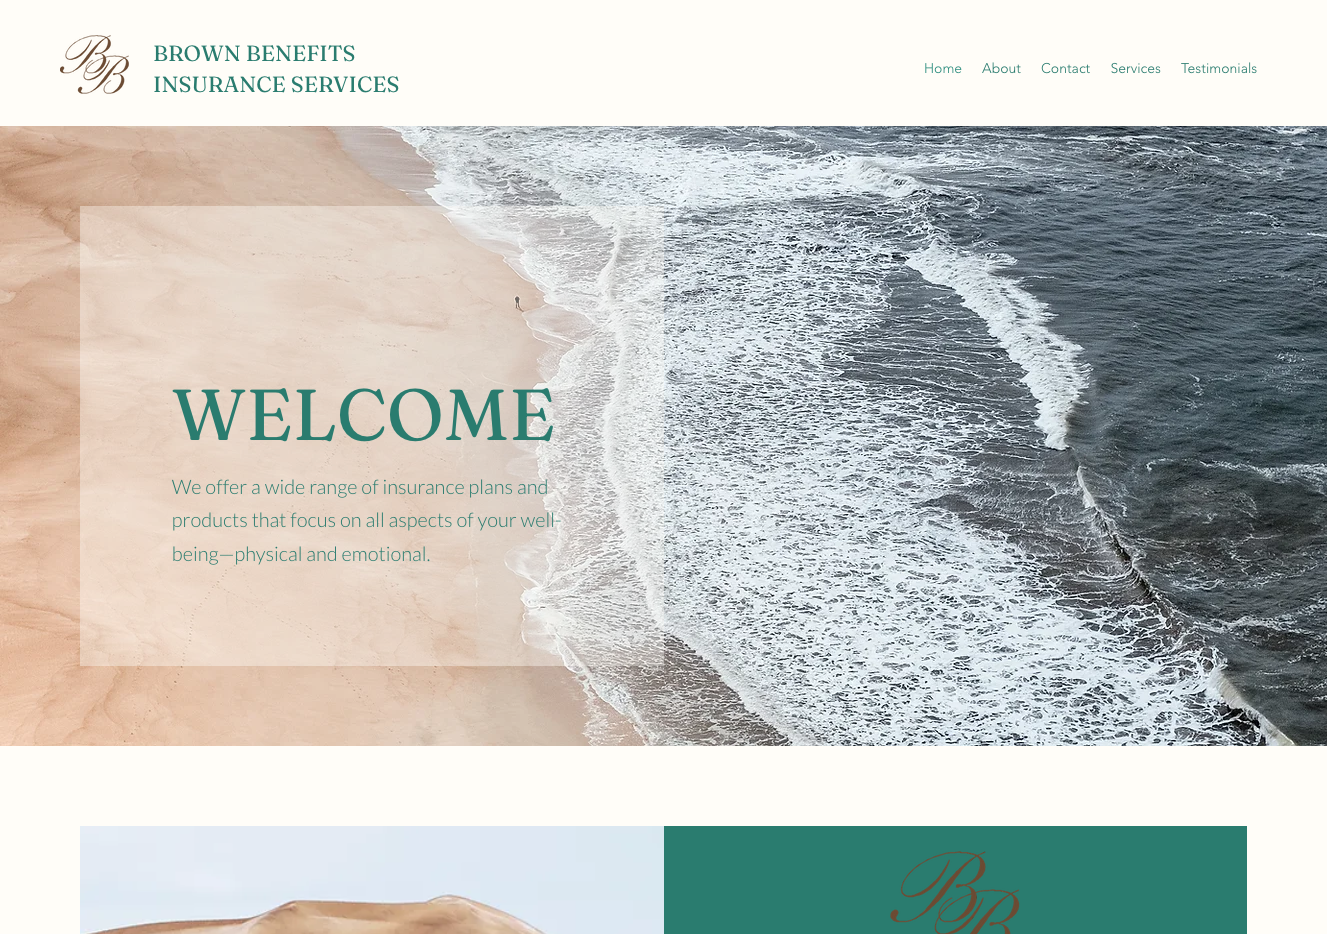 BB
BROWN BENEFITS
INSURANCE SERVICES
Home About Contact Services Testimonials
WELCOME
We offer a wide range of insurance plans and
products that focus on all aspects of your well-
being—physical and emotional.
BB